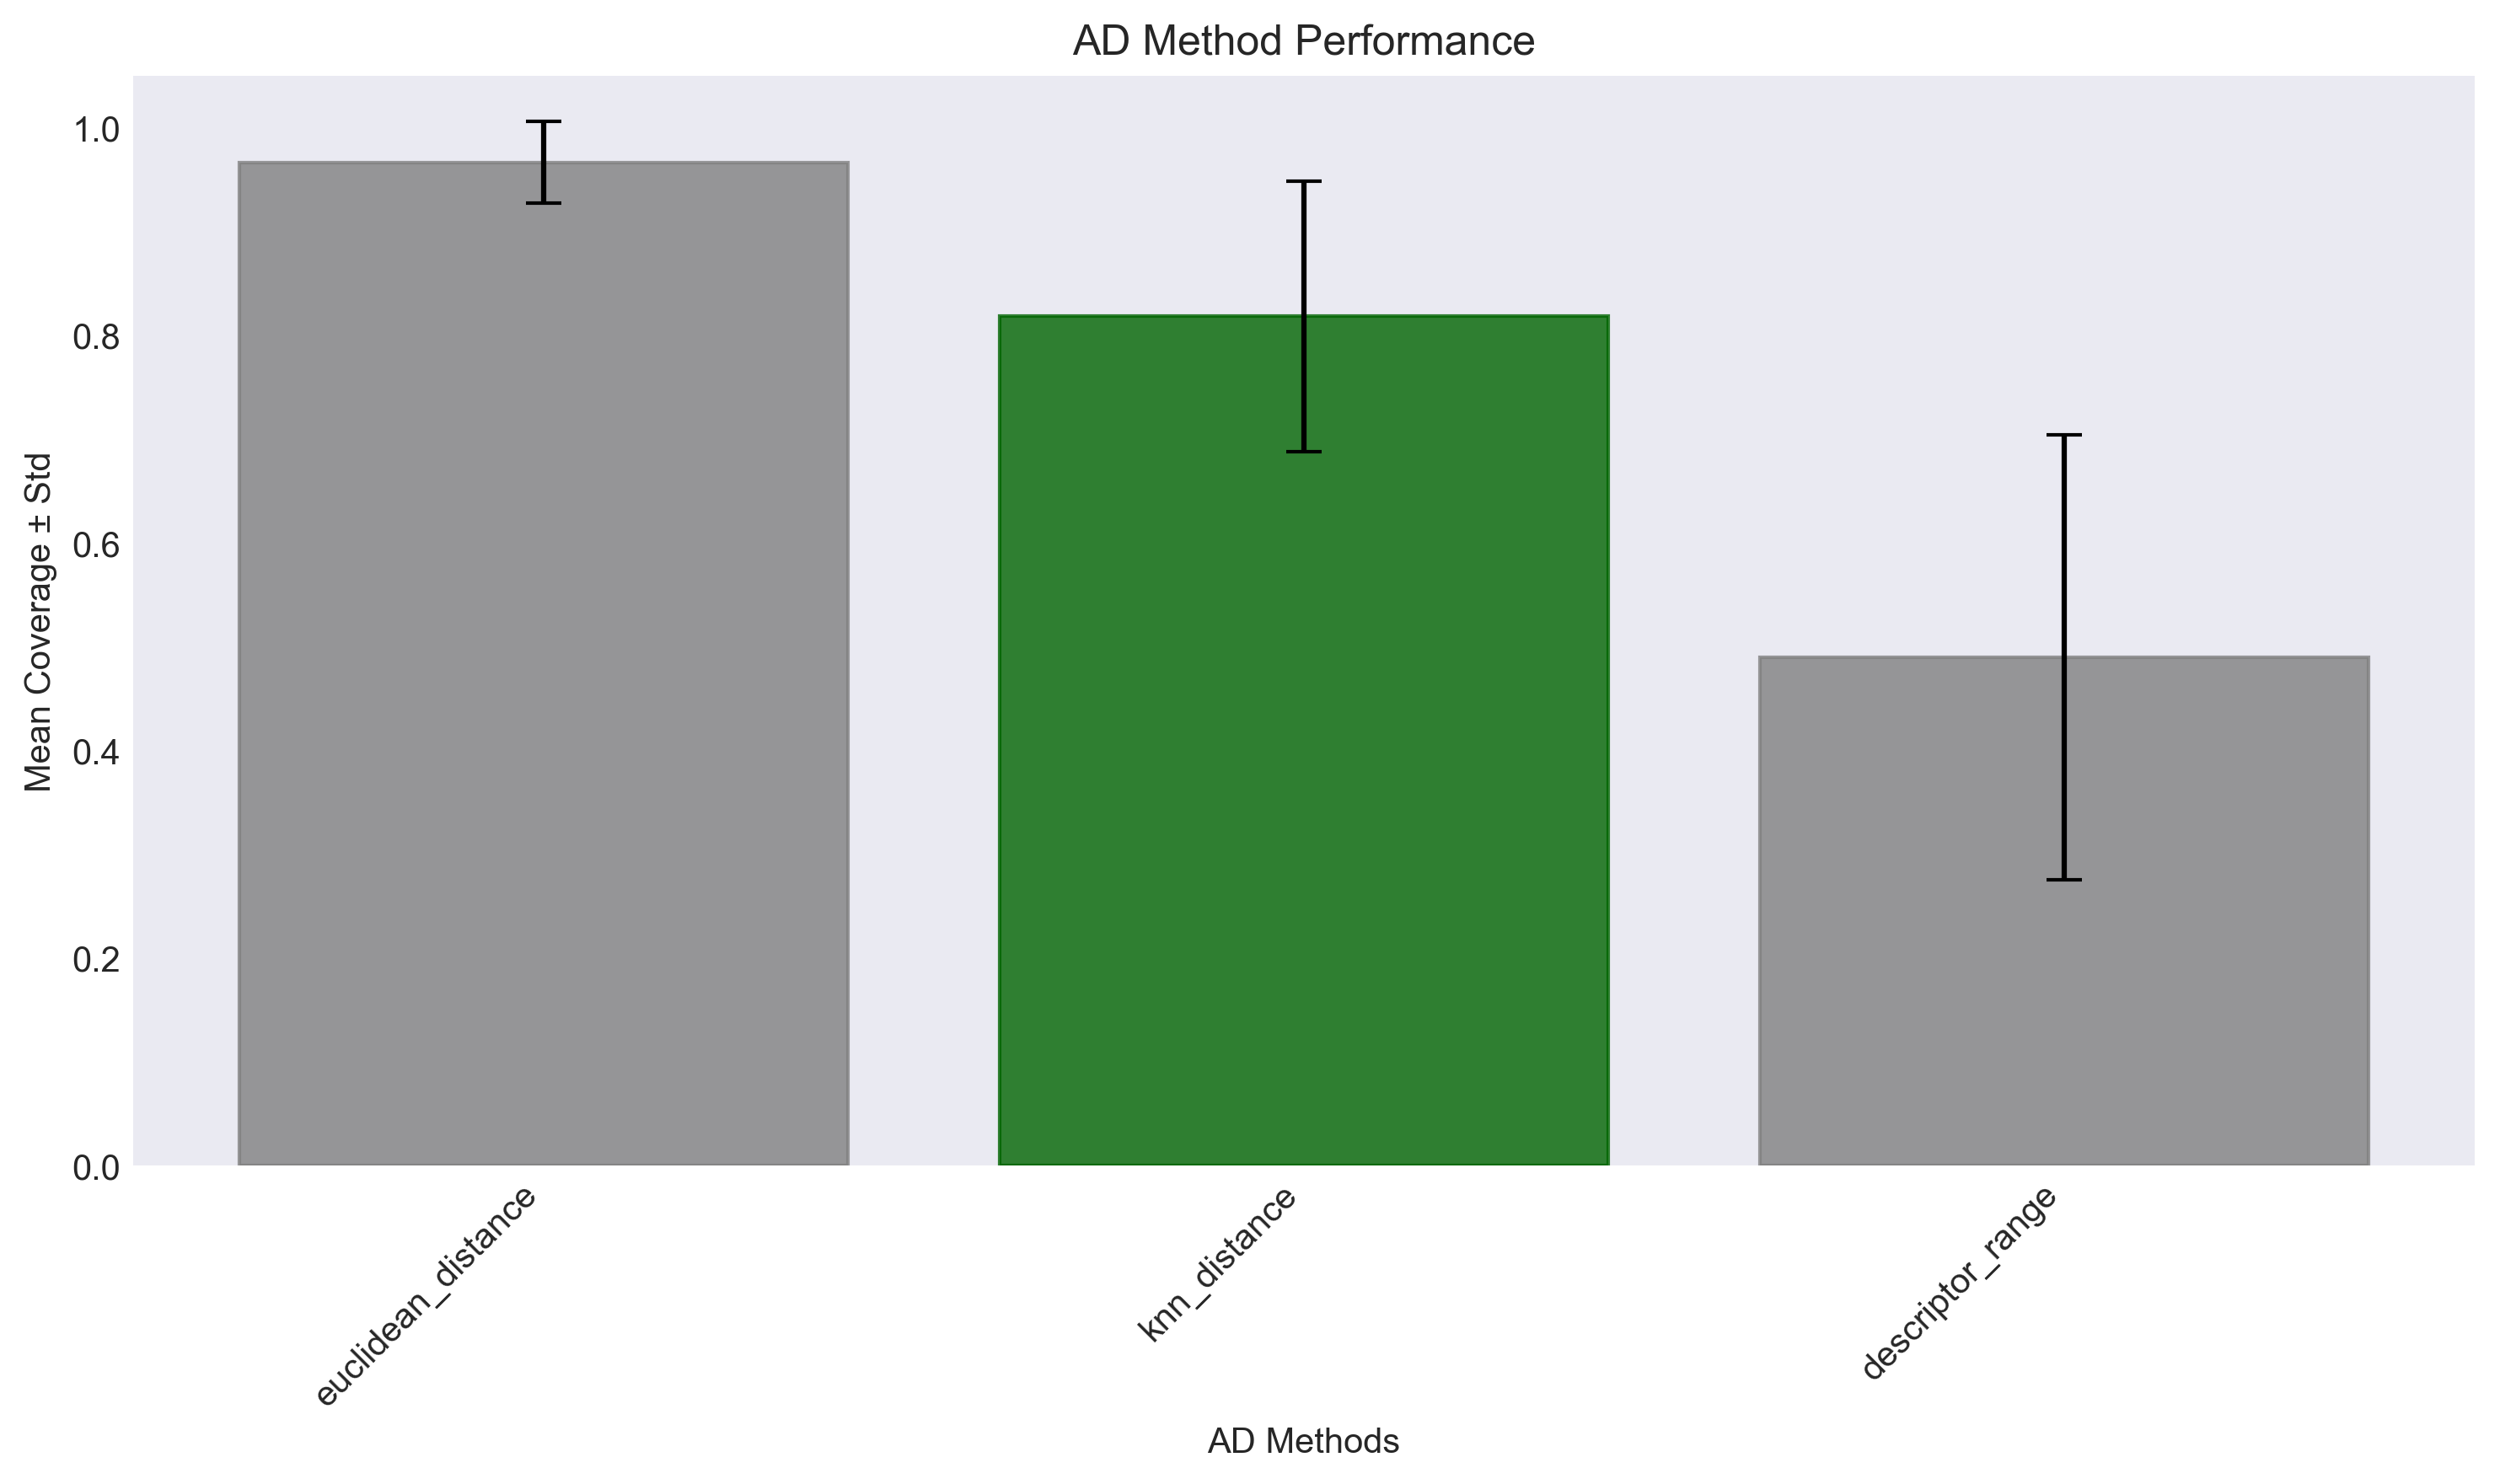 AD Method Performance
Mean Coverage ± Std
1.0
0.8
0.6
0.4
0.2
0.0
euclidean_distance
knn_distance
descriptor_range
AD Methods